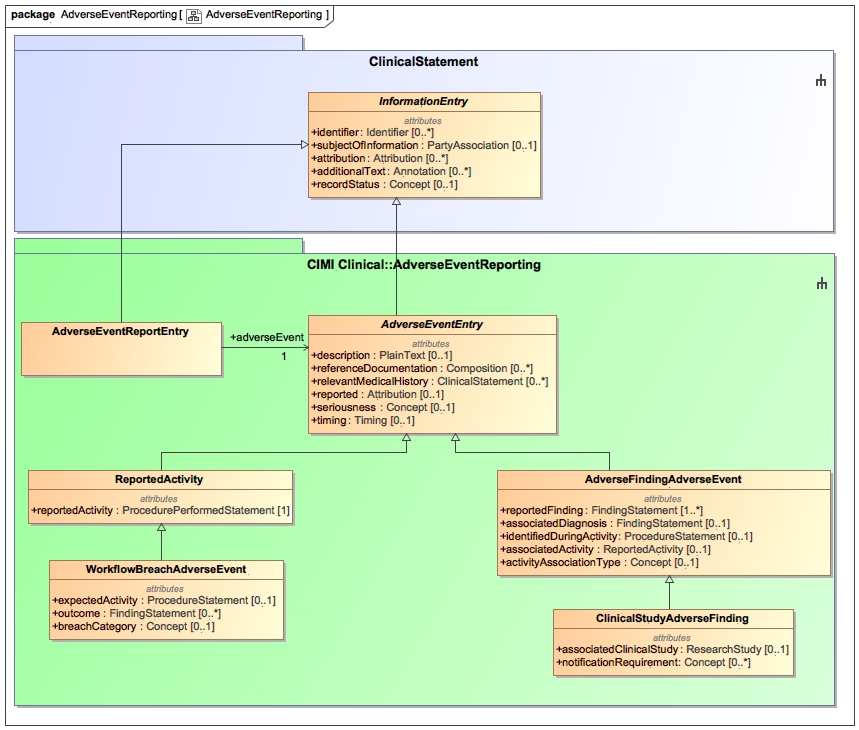 package AdverseEventReporting [ AdverseEventReporting ]
ClinicalStatement
InformationEntry
attributes
+identifier : Identifier [0..*]
+subjectOfInformation : PartyAssociation [0..1]
+attribution : Attribution [0..*]
+additionalText : Annotation [0..*]
+recordStatus : Concept [0..1]
CIMI Clinical::AdverseEventReporting
AdverseEventReportEntry
+adverseEvent
1
AdverseEventEntry
attributes
+description : PlainText [0..1]
+referenceDocumentation : Composition [0..*]
+relevantMedicalHistory : ClinicalStatement [0..*]
+reported : Attribution [0..1]
+seriousness : Concept [0..1]
+timing : Timing [0..1]
ReportedActivity
attributes
+reportedActivity : ProcedurePerformedStatement [1]
WorkflowBreachAdverseEvent
attributes
+expectedActivity : ProcedureStatement [0..1]
+outcome : FindingStatement [0..*]
+breachCategory : Concept [0..1]
AdverseFindingAdverseEvent
attributes
+reportedFinding : FindingStatement [1..*]
+associatedDiagnosis : FindingStatement [0..1]
+identifiedDuringActivity : ProcedureStatement [0..1]
+associatedActivity : ReportedActivity [0..1]
+activityAssociationType : Concept [0..1]
ClinicalStudyAdverseFinding
attributes
+associatedClinicalStudy : ResearchStudy [0..1]
+notificationRequirement : Concept [0..*]